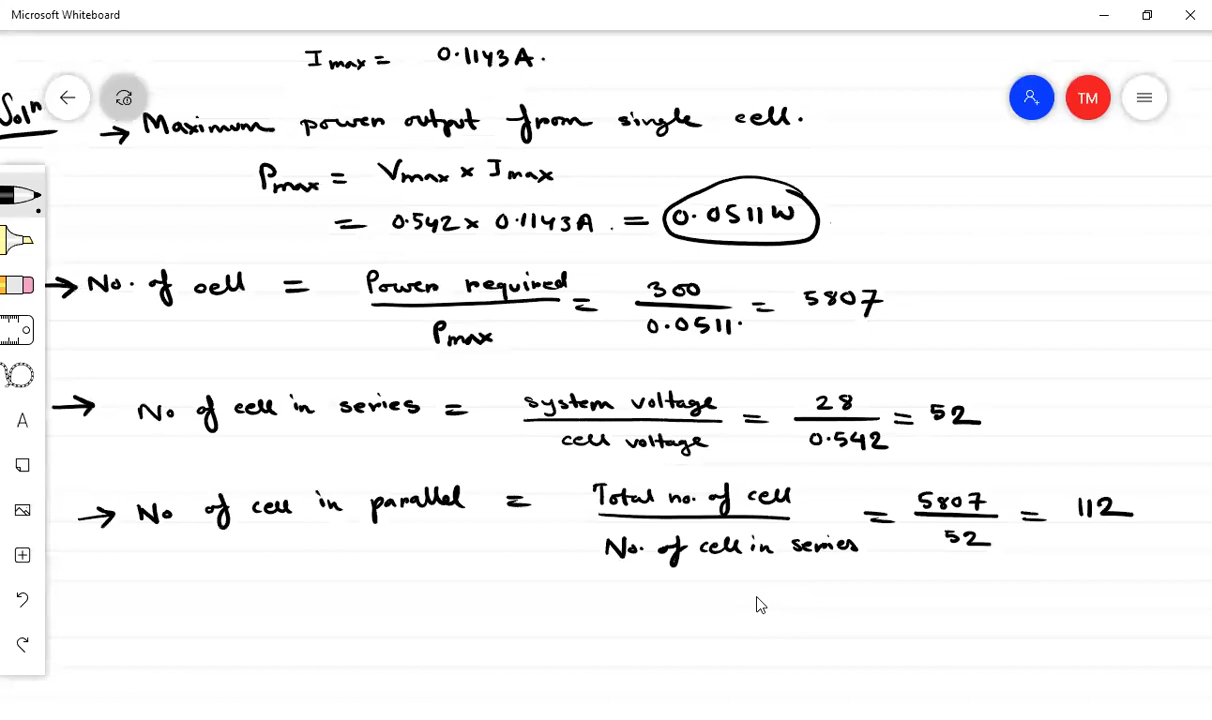 Microsoft Whiteboard
I max = 0.1143A.
Soln
TM
→ Maximum power output from single cell.
Pmax = Vmax × Imax
= 0.542 × 0.1143A. = 0.0511W
→ No. of cell = Power required / Pmax = 300 / 0.0511. = 5807
→ No of cell in series = system voltage / cell voltage = 28 / 0.542 = 52
A
→ No of cell in parallel = Total no. of cell / No. of cell in series = 5807 / 52 = 112